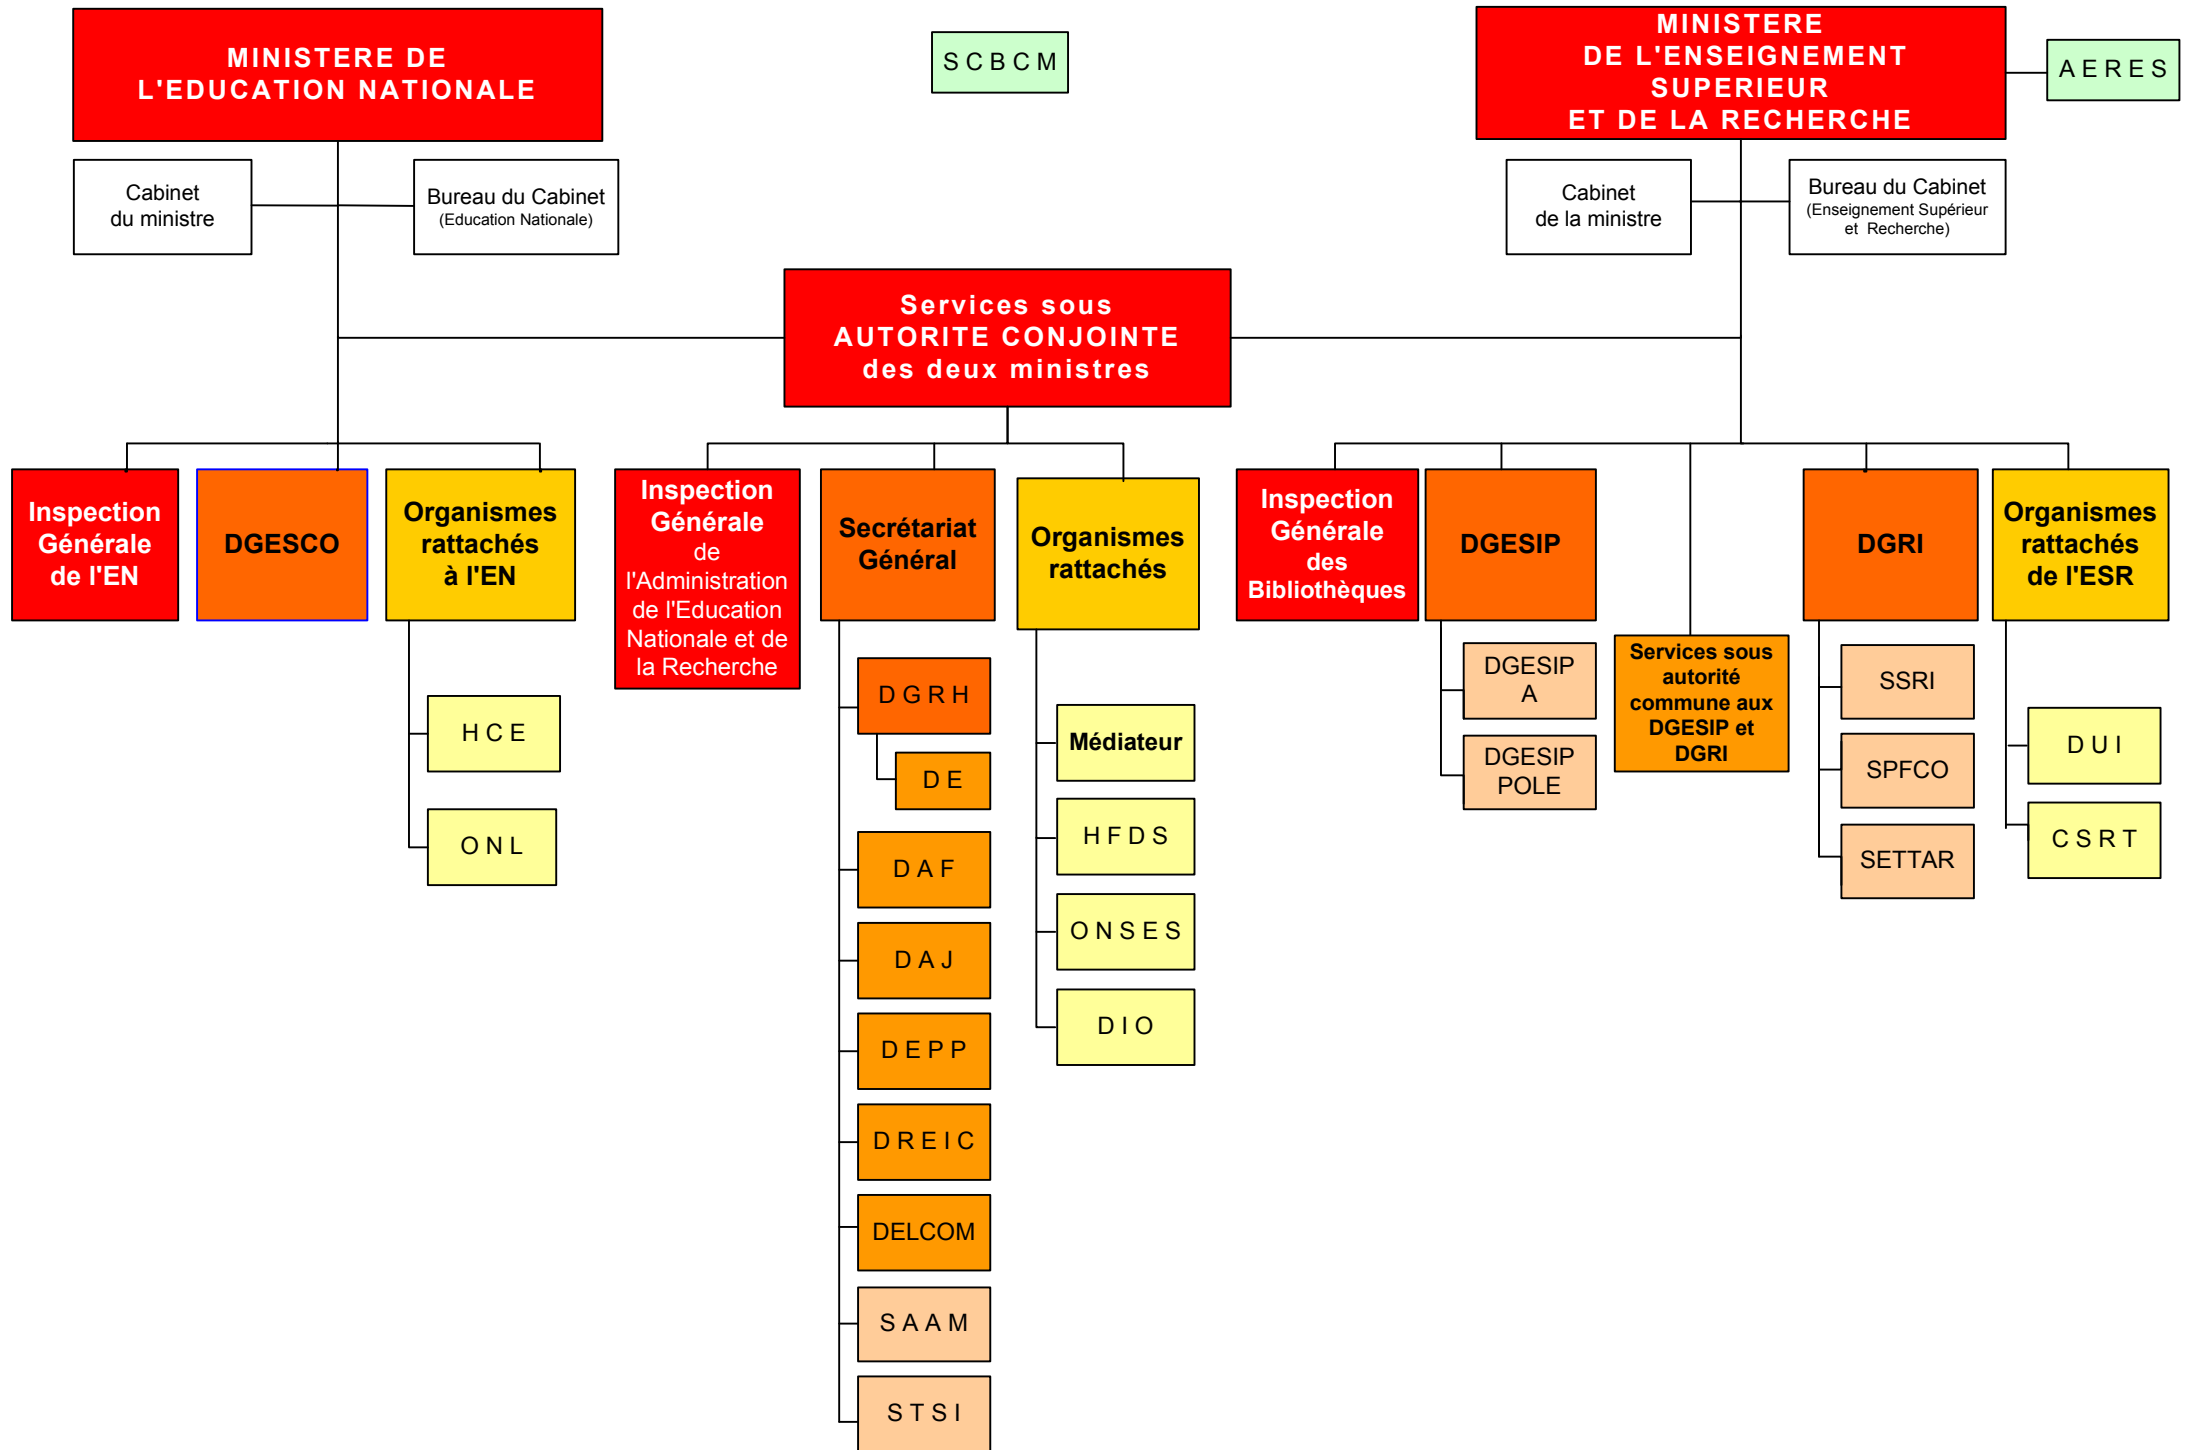 MINISTERE DE
L'EDUCATION NATIONALE
S C B C M
MINISTERE
DE L'ENSEIGNEMENT
SUPERIEUR
ET DE LA RECHERCHE
A E R E S
Cabinet
du ministre
Bureau du Cabinet
(Education Nationale)
Cabinet
de la ministre
Bureau du Cabinet
(Enseignement Supérieur
et Recherche)
Services sous
AUTORITE CONJOINTE
des deux ministres
Inspection
Générale
de l'EN
DGESCO
Organismes
rattachés
à l'EN
H C E
O N L
Inspection
Générale
de
l'Administration
de l'Education
Nationale et de
la Recherche
Secrétariat
Général
D G R H
D E
D A F
D A J
D E P P
D R E I C
DELCOM
S A A M
S T S I
Organismes
rattachés
Médiateur
H F D S
O N S E S
D I O
Inspection
Générale
des
Bibliothèques
DGESIP
DGESIP
A
DGESIP
POLE
Services sous
autorité
commune aux
DGESIP et
DGRI
DGRI
SSRI
SPFCO
SETTAR
Organismes
rattachés
de l'ESR
D U I
C S R T